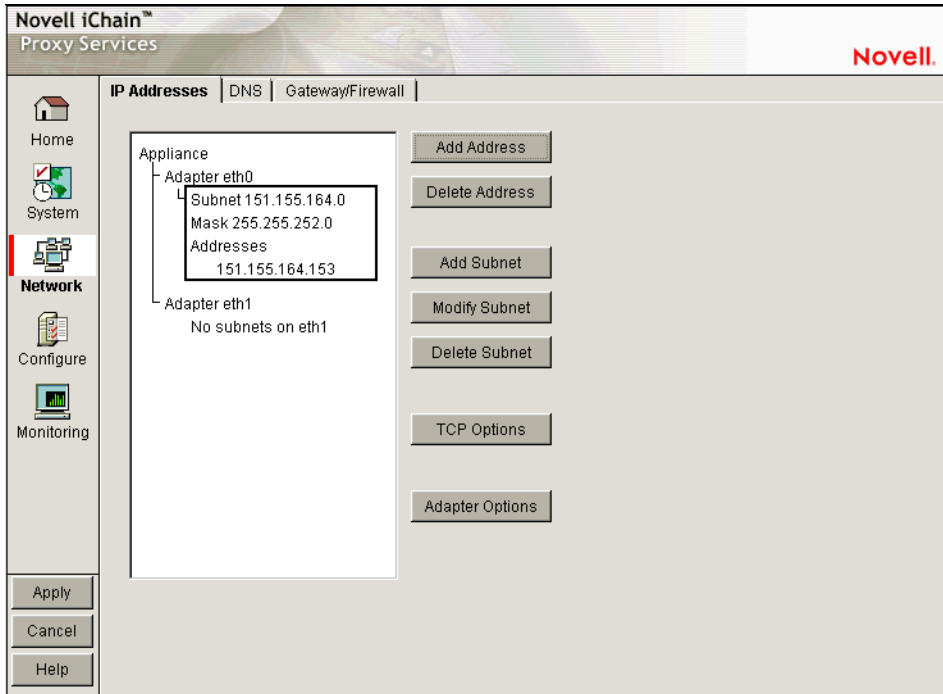 Novell iChain™
Proxy Services
Novell.
IP Addresses
DNS
Gateway/Firewall
Home
System
Network
Configure
Monitoring
Appliance
Adapter eth0
Subnet 151.155.164.0
Mask 255.255.252.0
Addresses
151.155.164.153
Adapter eth1
No subnets on eth1
Add Address
Delete Address
Add Subnet
Modify Subnet
Delete Subnet
TCP Options
Adapter Options
Apply
Cancel
Help